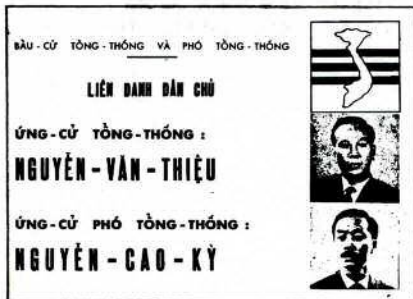 BẦU-CỬ TỔNG-THỐNG VÀ PHÓ TỔNG-THỐNG
LIÊN DANH DÂN CHỦ
ỨNG-CỬ TỔNG-THỐNG :
NGUYỄN-VĂN-THIỆU
ỨNG-CỬ PHÓ TỔNG-THỐNG :
NGUYỄN-CAO-KỲ